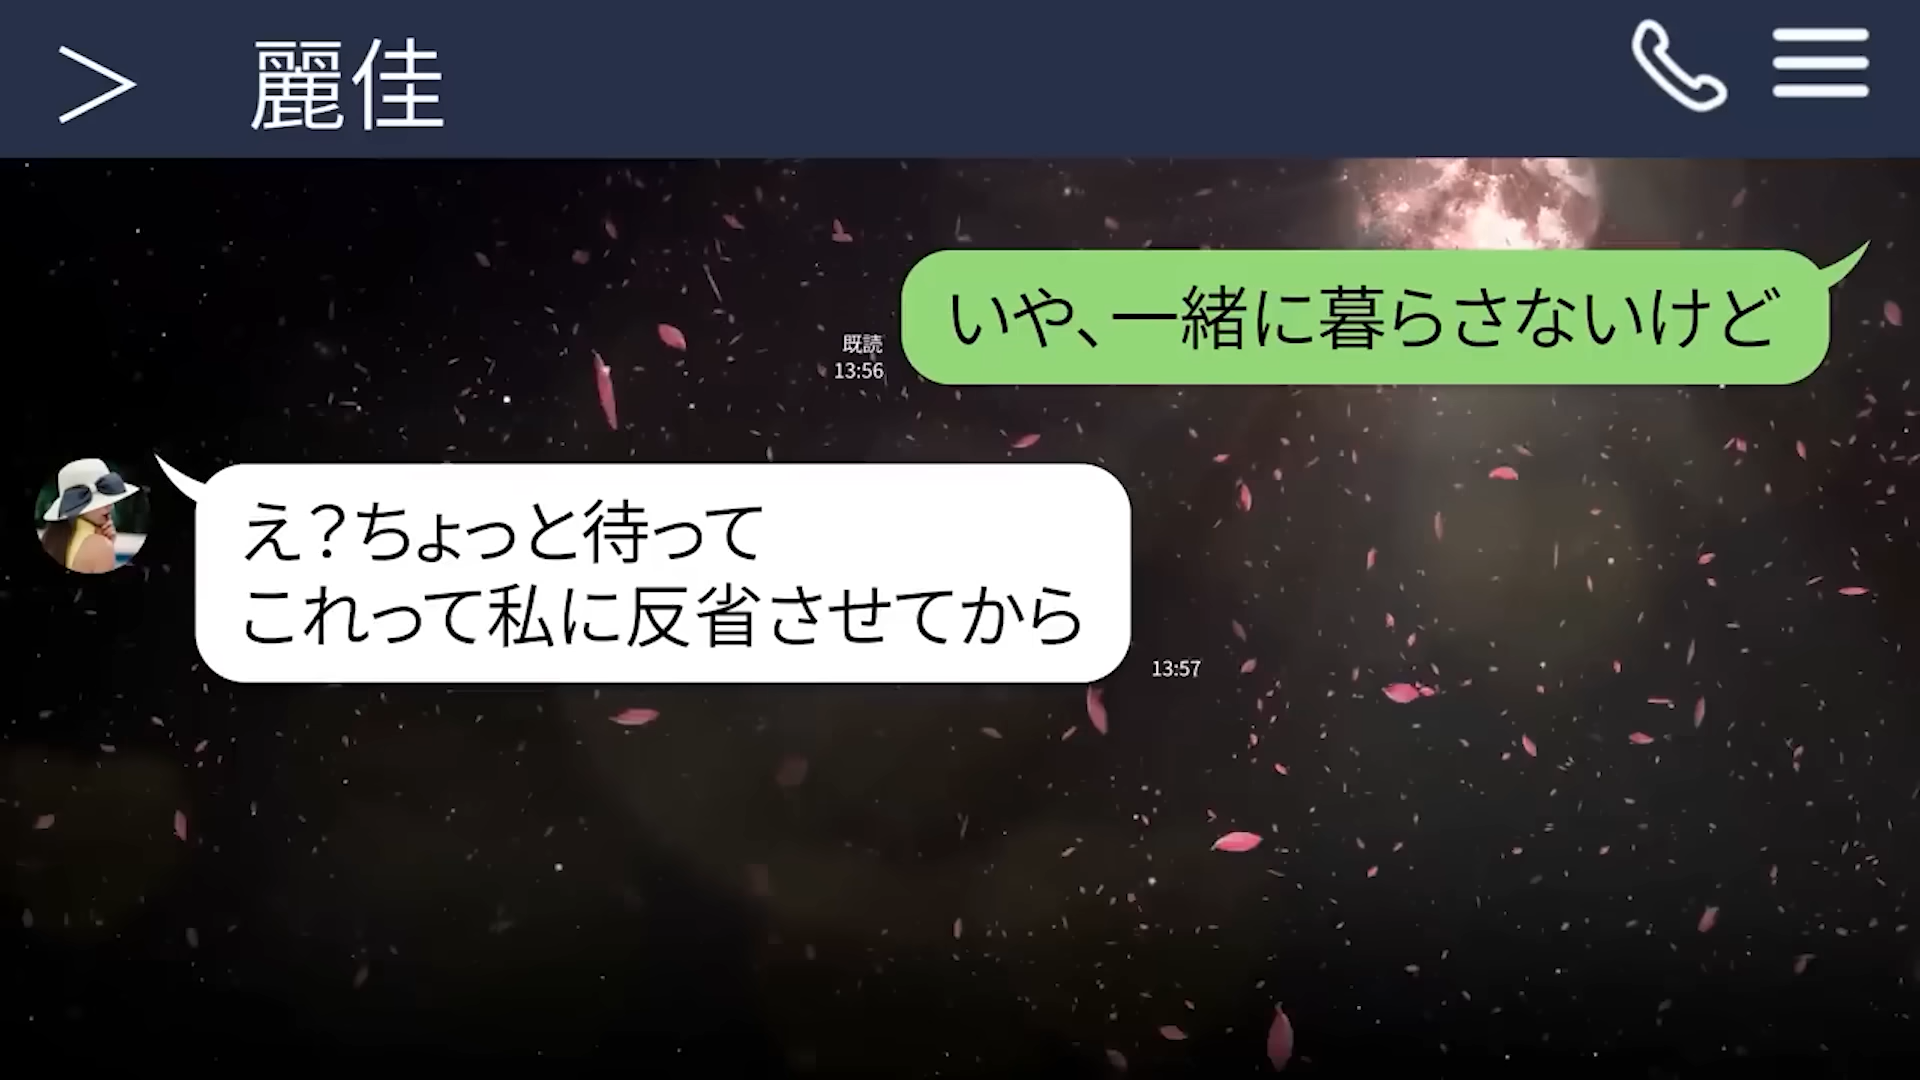 麗佳
いや、一緒に暮らさないけど
既読
13:56
え？ちょっと待って
これって私に反省させてから
13:57